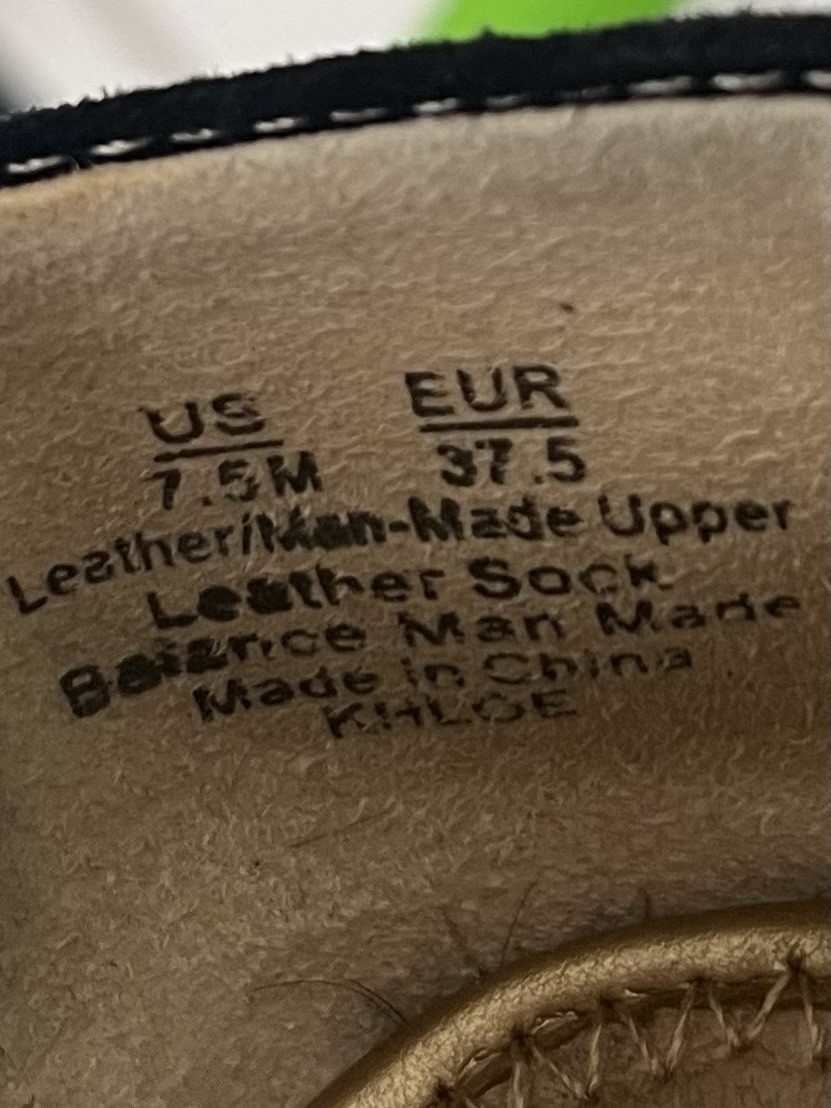 US EUR
7.5M 37.5
Leather/Man-Made Upper
Leather Sock
Balance Man Made
Made in China
KHLOE